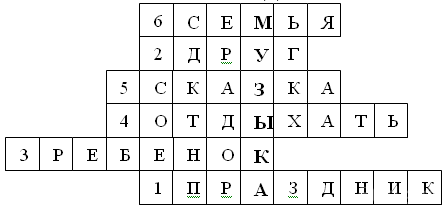 6 С Е М Ь Я
2 Д Р У Г
5 С К А З К А
4 О Т Д Ы Х А Т Ь
3 Р Е Б Е Н О К
1 П Р А З Д Н И К